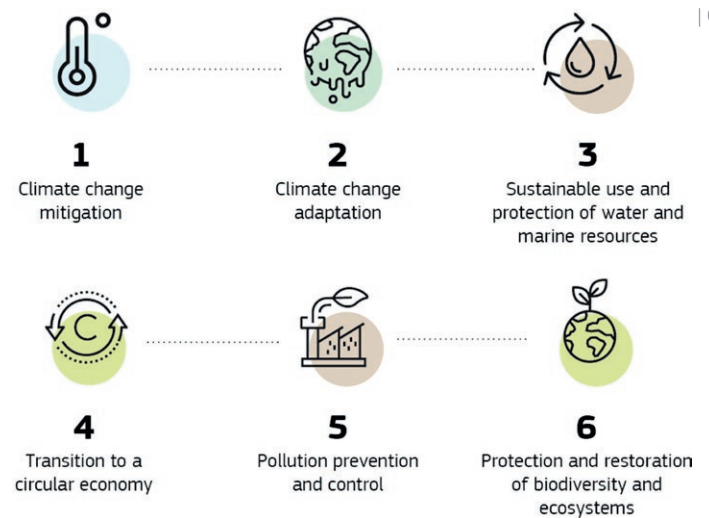 1
Climate change
mitigation
2
Climate change
adaptation
3
Sustainable use and
protection of water and
marine resources
C
4
Transition to a
circular economy
5
Pollution prevention
and control
6
Protection and restoration
of biodiversity and
ecosystems